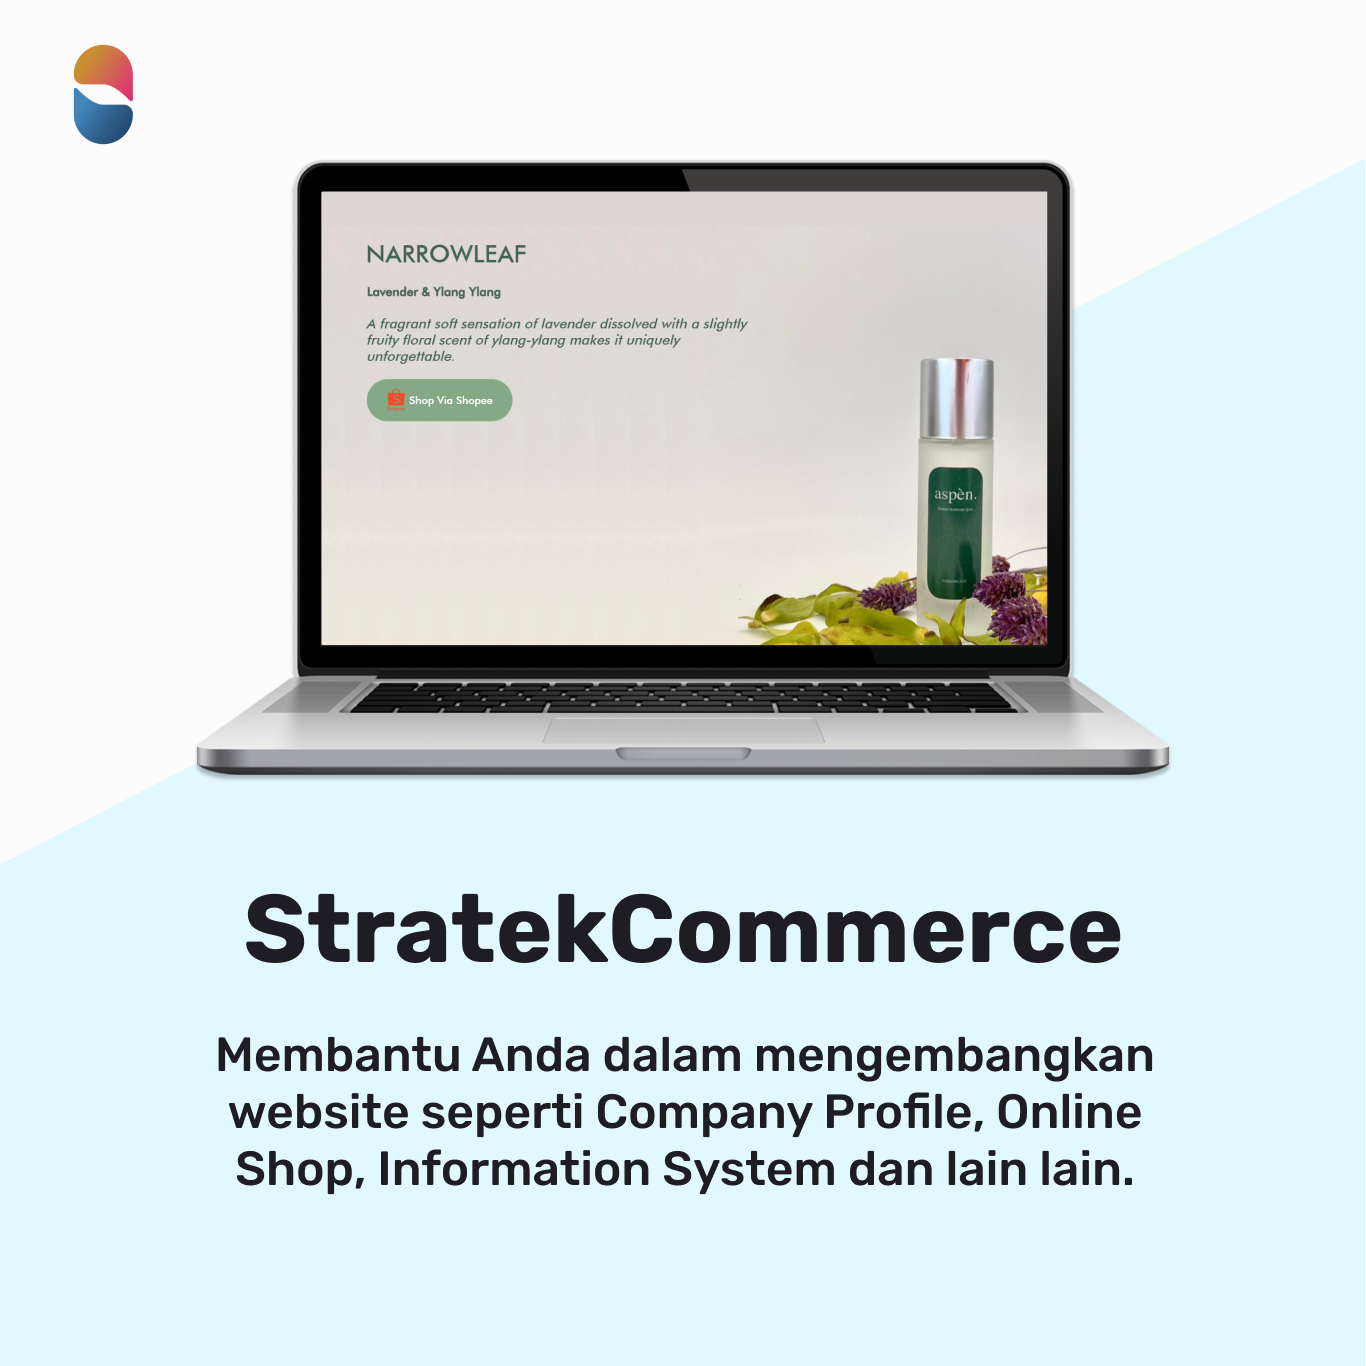 NARROWLEAF
Lavender & Ylang Ylang
A fragrant soft sensation of lavender dissolved with a slightly
fruity floral scent of ylang-ylang makes it uniquely
unforgettable.
Shop Via Shopee
aspèn.
StratekCommerce
Membantu Anda dalam mengembangkan
website seperti Company Profile, Online
Shop, Information System dan lain lain.